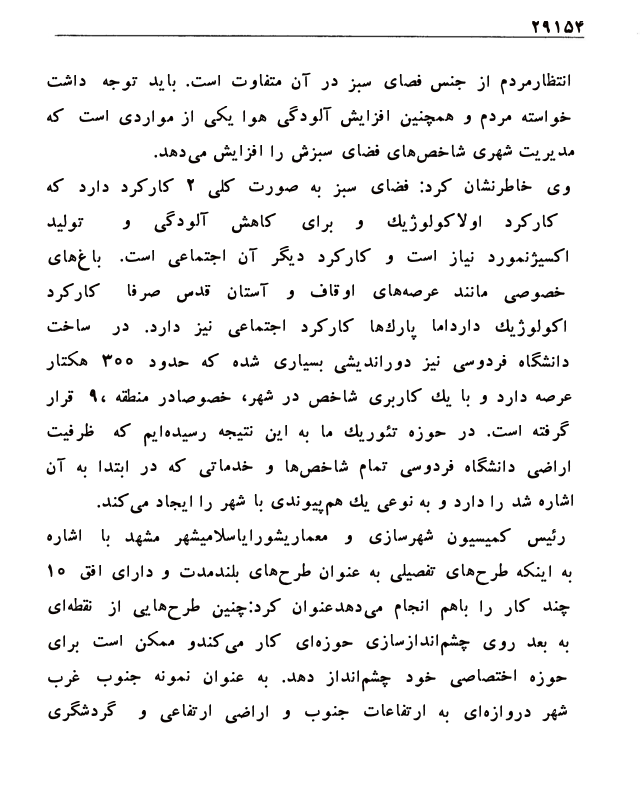 ۲۹۱۵۴
انتظارمردم از جنس فضای سبز در آن متفاوت است. باید توجه داشت
خواسته مردم و همچنین افزایش آلودگی هوا یکی از مواردی است که
مدیریت شهری شاخص‌های فضای سبزش را افزایش می‌دهد.
وی خاطرنشان کرد: فضای سبز به صورت کلی ۲ کارکرد دارد که
کارکرد اولاکولوژیك و برای کاهش آلودگی و تولید
اکسیژنمورد نیاز است و کارکرد دیگر آن اجتماعی است. باغ‌های
خصوصی مانند عرصه‌های اوقاف و آستان قدس صرفا کارکرد
اکولوژیك دارداما پارك‌ها کارکرد اجتماعی نیز دارد. در ساخت
دانشگاه فردوسی نیز دوراندیشی بسیاری شده که حدود ۳۰۰ هکتار
عرصه دارد و با یك کاربری شاخص در شهر، خصوصادر منطقه ۹، قرار
گرفته است. در حوزه تئوریك ما به این نتیجه رسیده‌ایم که ظرفیت
اراضی دانشگاه فردوسی تمام شاخص‌ها و خدماتی که در ابتدا به آن
اشاره شد را دارد و به نوعی یك هم‌پیوندی با شهر را ایجاد می‌کند.
رئیس کمیسیون شهرسازی و معماریشورایاسلامیشهر مشهد با اشاره
به اینکه طرح‌های تفصیلی به عنوان طرح‌های بلندمدت و دارای افق ۱۰
چند کار را باهم انجام می‌دهدعنوان کرد:چنین طرح‌هایی از نقطه‌ای
به بعد روی چشم‌اندازسازی حوزه‌ای کار می‌کندو ممکن است برای
حوزه اختصاصی خود چشم‌انداز دهد. به عنوان نمونه جنوب غرب
شهر دروازه‌ای به ارتفاعات جنوب و اراضی ارتفاعی و گردشگری